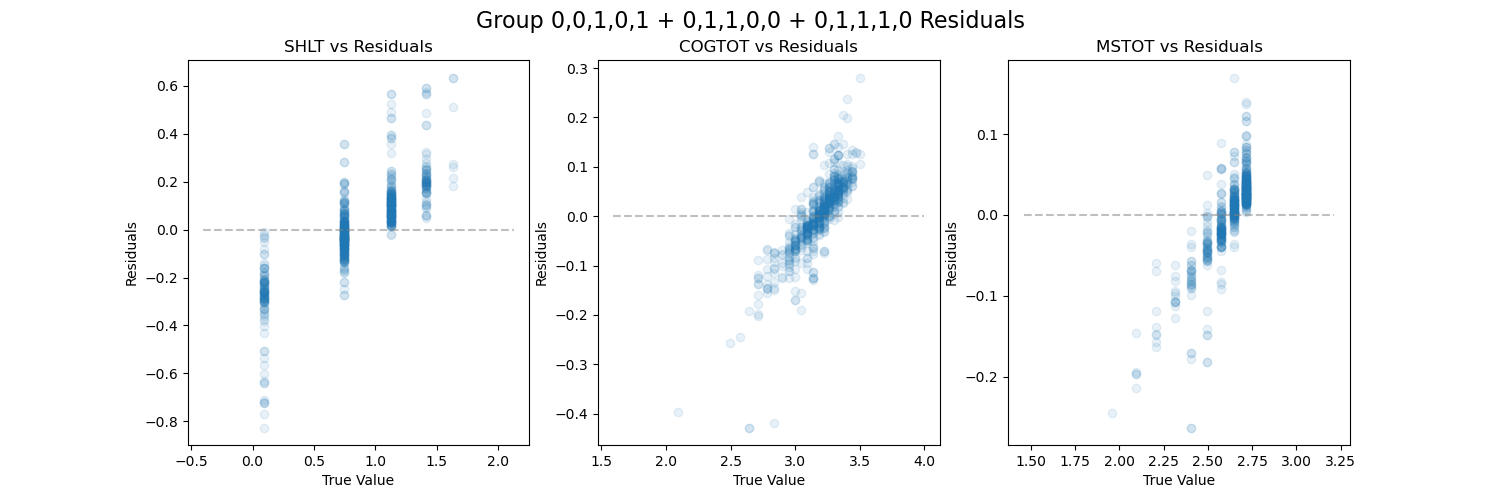 Group 0,0,1,0,1 + 0,1,1,0,0 + 0,1,1,1,0 Residuals
SHLT vs Residuals
Residuals
0.6
0.4
0.2
0.0
−0.2
−0.4
−0.6
−0.8
−0.5 0.0 0.5 1.0 1.5 2.0
True Value
COGTOT vs Residuals
Residuals
0.3
0.2
0.1
0.0
−0.1
−0.2
−0.3
−0.4
1.5 2.0 2.5 3.0 3.5 4.0
True Value
MSTOT vs Residuals
Residuals
0.1
0.0
−0.1
−0.2
1.50 1.75 2.00 2.25 2.50 2.75 3.00 3.25
True Value